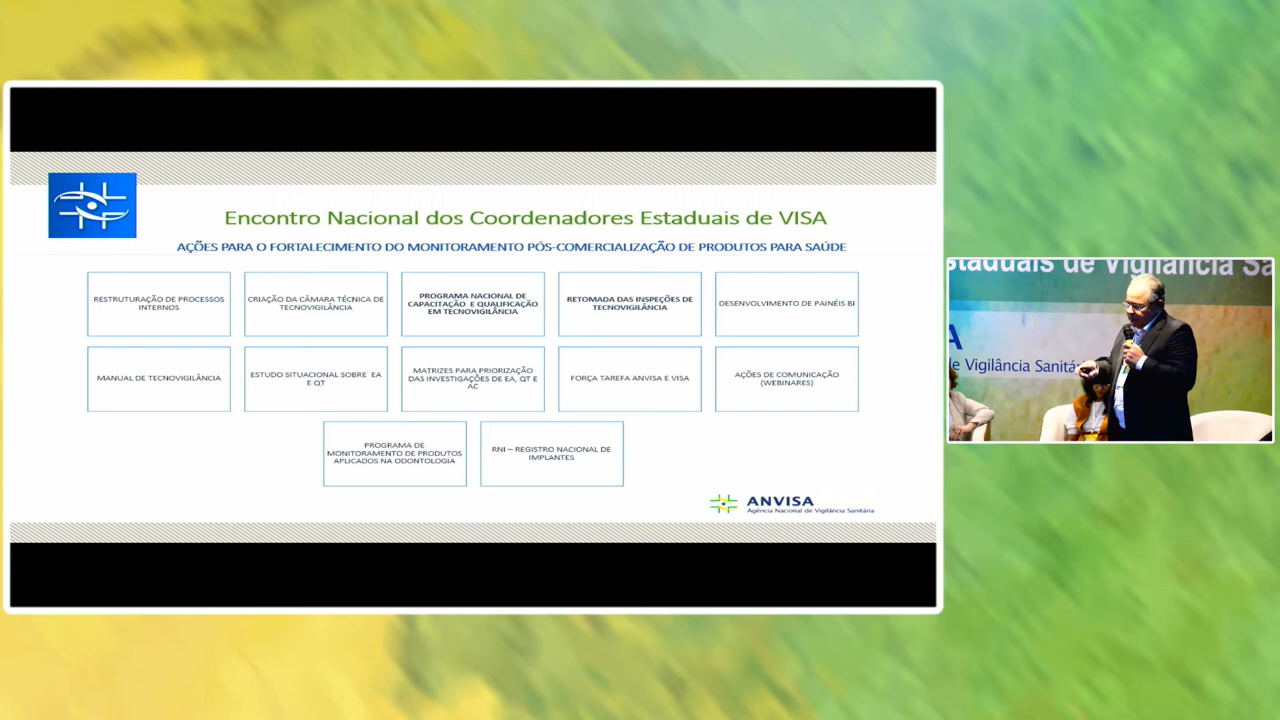 Encontro Nacional dos Coordenadores Estaduais de VISA
AÇÕES PARA O FORTALECIMENTO DO MONITORAMENTO PÓS-COMERCIALIZAÇÃO DE PRODUTOS PARA SAÚDE
RESTRUTURAÇÃO DE PROCESSOS
INTERNOS
CRIAÇÃO DA CÂMARA TÉCNICA DE
TECNOVIGILÂNCIA
PROGRAMA NACIONAL DE
CAPACITAÇÃO E QUALIFICAÇÃO
EM TECNOVIGILÂNCIA
RETOMADA DAS INSPEÇÕES DE
TECNOVIGILÂNCIA
DESENVOLVIMENTO DE PAINÉIS BI
MANUAL DE TECNOVIGILÂNCIA
ESTUDO SITUACIONAL SOBRE EA
E QT
MATRIZES PARA PRIORIZAÇÃO
DAS INVESTIGAÇÕES DE EA, QT E
AC
FORÇA TAREFA ANVISA E VISA
AÇÕES DE COMUNICAÇÃO
(WEBINARES)
PROGRAMA DE
MONITORAMENTO DE PRODUTOS
APLICADOS NA ODONTOLOGIA
RNI – REGISTRO NACIONAL DE
IMPLANTES
ANVISA
Agência Nacional de Vigilância Sanitária
staduais de Vigilância Sa
A
de Vigilância Sanitá